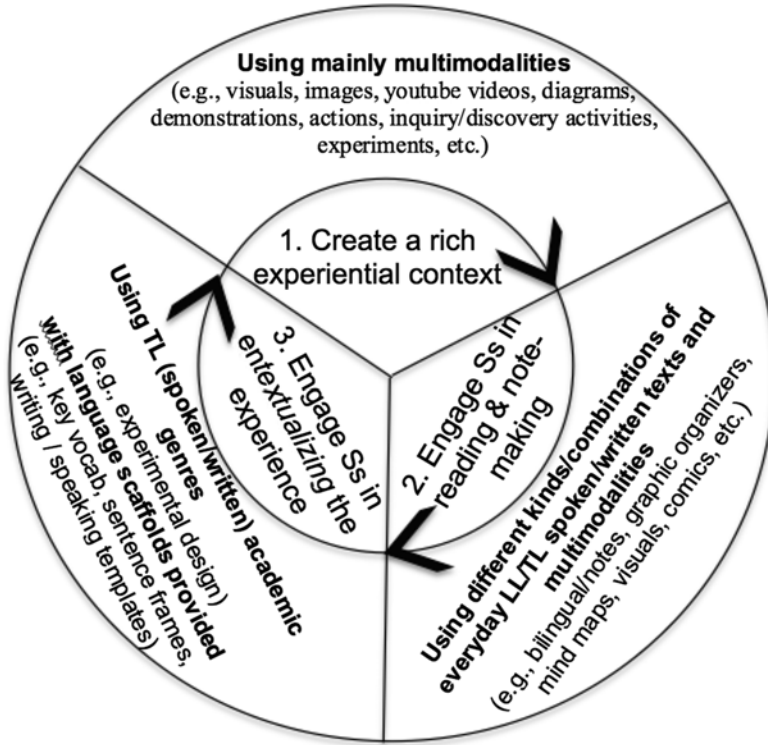 Using mainly multimodalities
(e.g., visuals, images, youtube videos, diagrams,
demonstrations, actions, inquiry/discovery activities,
experiments, etc.)
1. Create a rich
experiential context
2. Engage Ss in
reading & note-
making
Using different kinds/combinations of
everyday LL/TL spoken/written texts and
multimodalities
(e.g., bilingual/notes, graphic organizers,
mind maps, visuals, comics, etc.)
3. Engage Ss in
entextualizing the
experience
Using TL (spoken/written) academic
genres
(e.g., experimental design)
with language scaffolds provided
(e.g., key vocab, sentence frames,
writing / speaking templates)